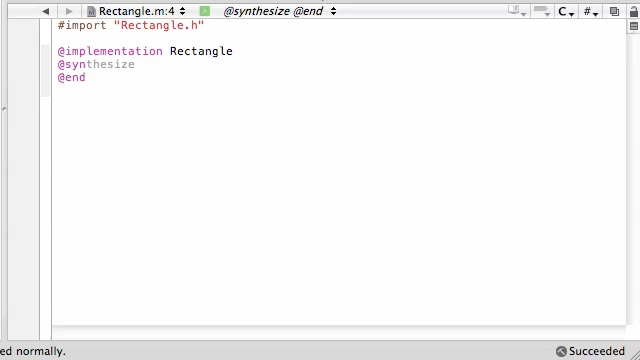 Rectangle.m:4 @synthesize @end C #
#import "Rectangle.h"
@implementation Rectangle
@synthesize
@end
ed normally. Succeeded